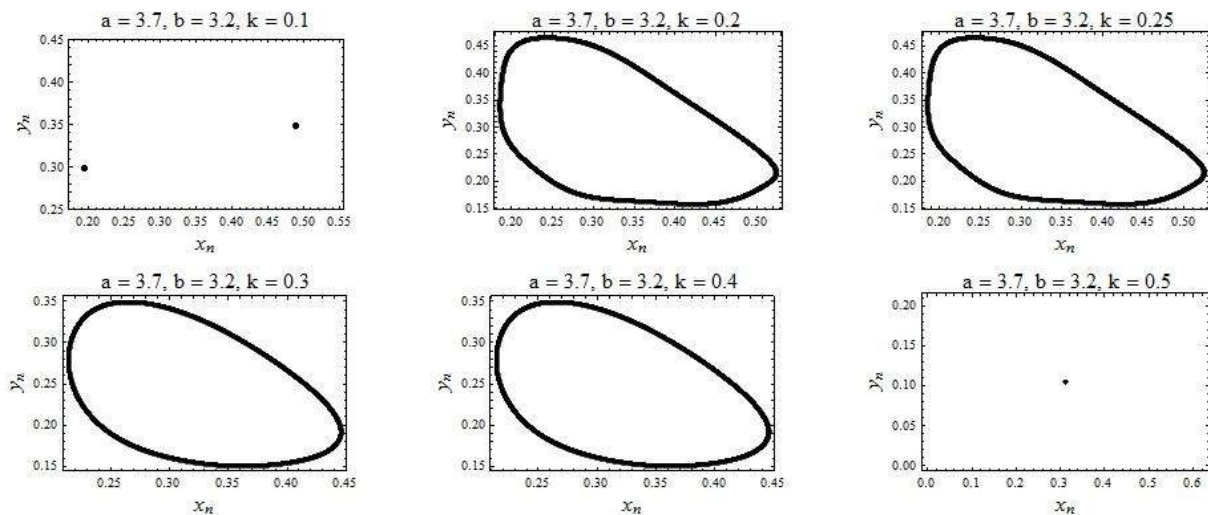 a = 3.7, b = 3.2, k = 0.1
0.45
0.40
0.35
0.30
0.25
yₙ
0.20 0.25 0.30 0.35 0.40 0.45 0.50 0.55
xₙ
a = 3.7, b = 3.2, k = 0.2
0.45
0.40
0.35
0.30
0.25
0.20
0.15
yₙ
0.20 0.25 0.30 0.35 0.40 0.45 0.50
xₙ
a = 3.7, b = 3.2, k = 0.25
0.45
0.40
0.35
0.30
0.25
0.20
0.15
yₙ
0.20 0.25 0.30 0.35 0.40 0.45 0.50
xₙ
a = 3.7, b = 3.2, k = 0.3
0.35
0.30
0.25
0.20
0.15
yₙ
0.25 0.30 0.35 0.40 0.45
xₙ
a = 3.7, b = 3.2, k = 0.4
0.35
0.30
0.25
0.20
0.15
yₙ
0.25 0.30 0.35 0.40 0.45
xₙ
a = 3.7, b = 3.2, k = 0.5
0.20
0.15
0.10
0.05
0.00
yₙ
0.0 0.1 0.2 0.3 0.4 0.5 0.6
xₙ